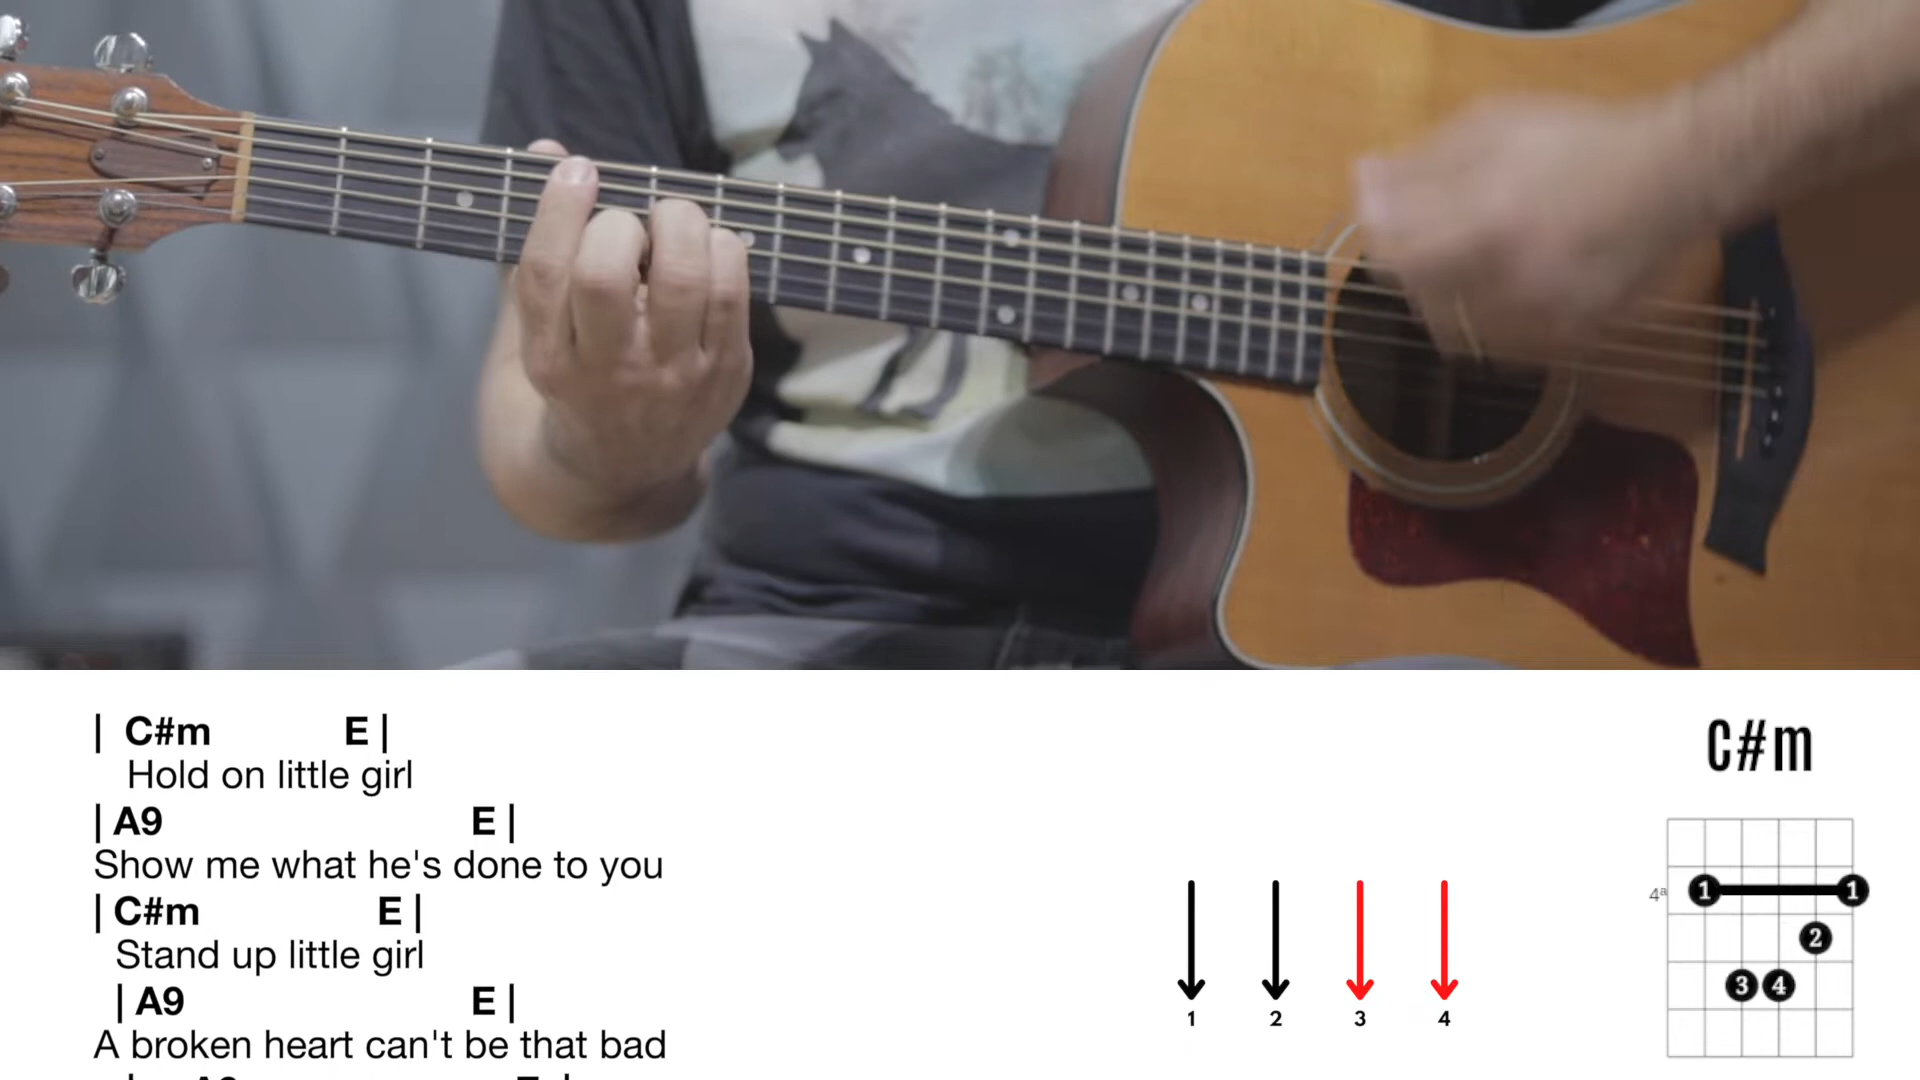 | C#m E |
Hold on little girl
| A9 E |
Show me what he's done to you
| C#m E |
Stand up little girl
| A9 E |
A broken heart can't be that bad
1 2 3 4
C#m
4ª
1 1
2
3 4